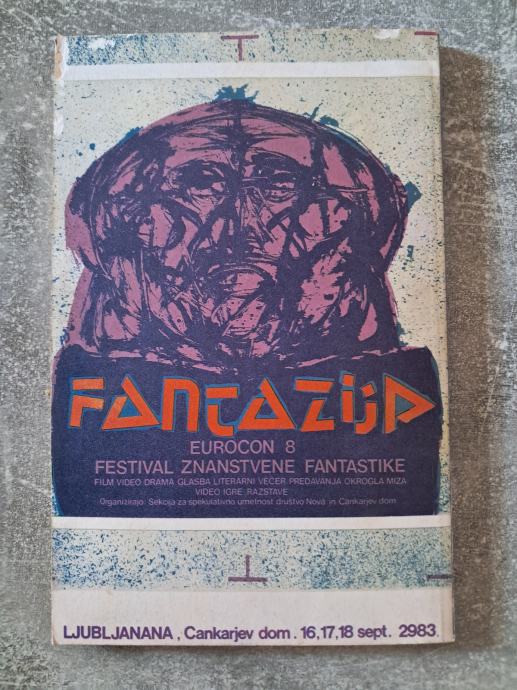 FANTAZIJA
EUROCON 8
FESTIVAL ZNANSTVENE FANTASTIKE
FILM VIDEO DRAMA GLASBA LITERARNI VEČER PREDAVANJA OKROGLA MIZA
VIDEO IGRE RAZSTAVE
Organizirajo: Sekcija za spekulativno umetnost društvo Nova in Cankarjev dom
LJUBLJANANA, Cankarjev dom. 16,17,18 sept. 2983.